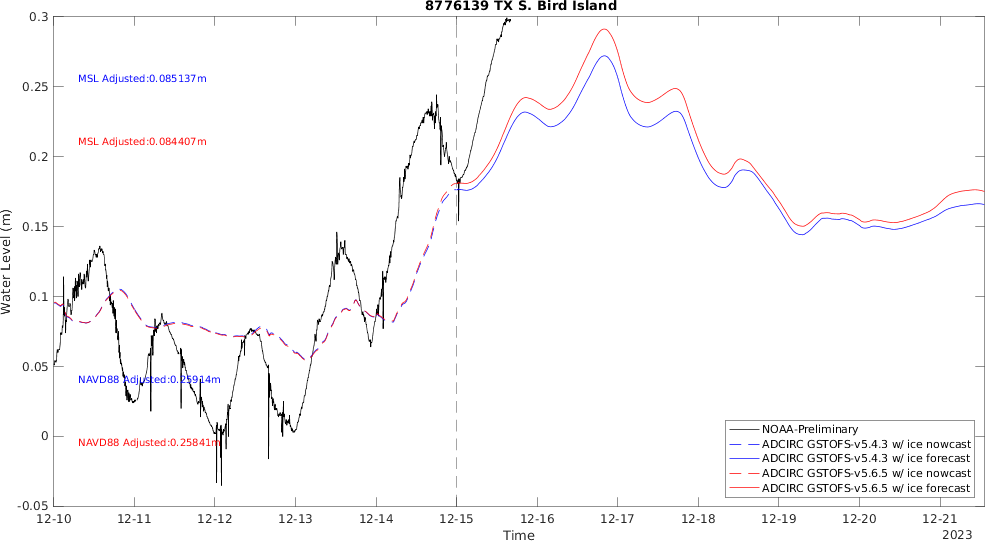 8776139 TX S. Bird Island
0.3
0.25
0.2
0.15
0.1
0.05
0
-0.05
Water Level (m)
MSL Adjusted:0.085137m
MSL Adjusted:0.084407m
NAVD88 Adjusted:0.25914m
NAVD88 Adjusted:0.25841m
NOAA-Preliminary
ADCIRC GSTOFS-v5.4.3 w/ ice nowcast
ADCIRC GSTOFS-v5.4.3 w/ ice forecast
ADCIRC GSTOFS-v5.6.5 w/ ice nowcast
ADCIRC GSTOFS-v5.6.5 w/ ice forecast
12-10 12-11 12-12 12-13 12-14 12-15 12-16 12-17 12-18 12-19 12-20 12-21
Time
2023